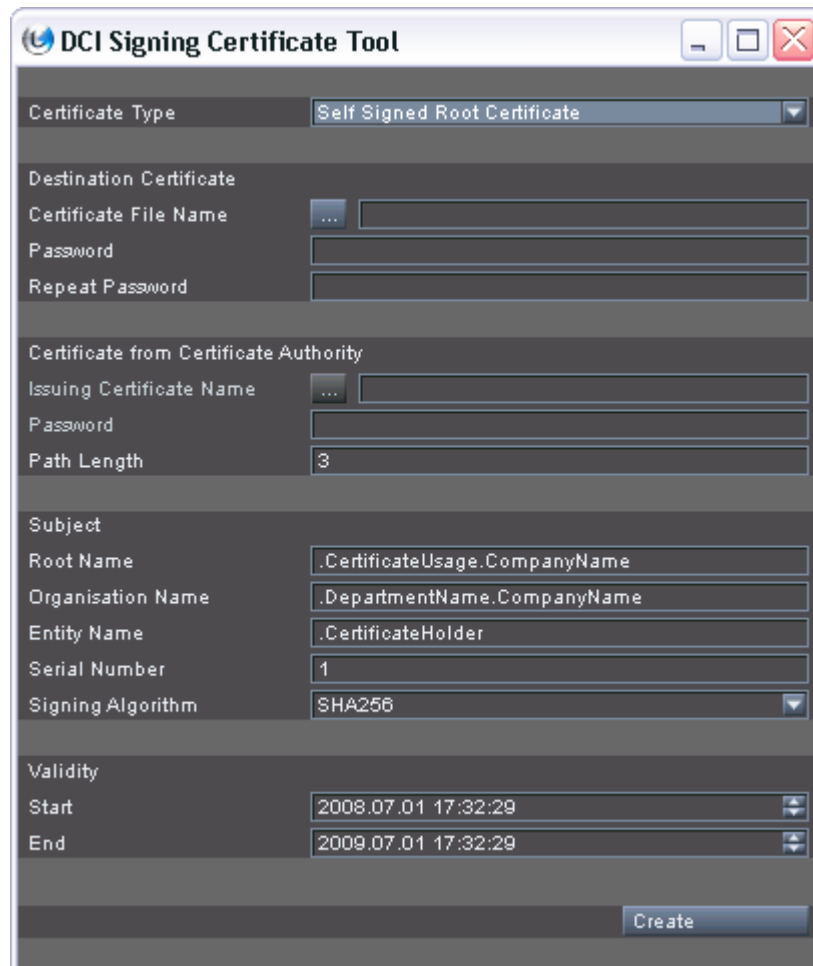 DCI Signing Certificate Tool
Certificate Type Self Signed Root Certificate
Destination Certificate
Certificate File Name ...
Password
Repeat Password
Certificate from Certificate Authority
Issuing Certificate Name ...
Password
Path Length 3
Subject
Root Name .CertificateUsage.CompanyName
Organisation Name .DepartmentName.CompanyName
Entity Name .CertificateHolder
Serial Number 1
Signing Algorithm SHA256
Validity
Start 2008.07.01 17:32:29
End 2009.07.01 17:32:29
Create